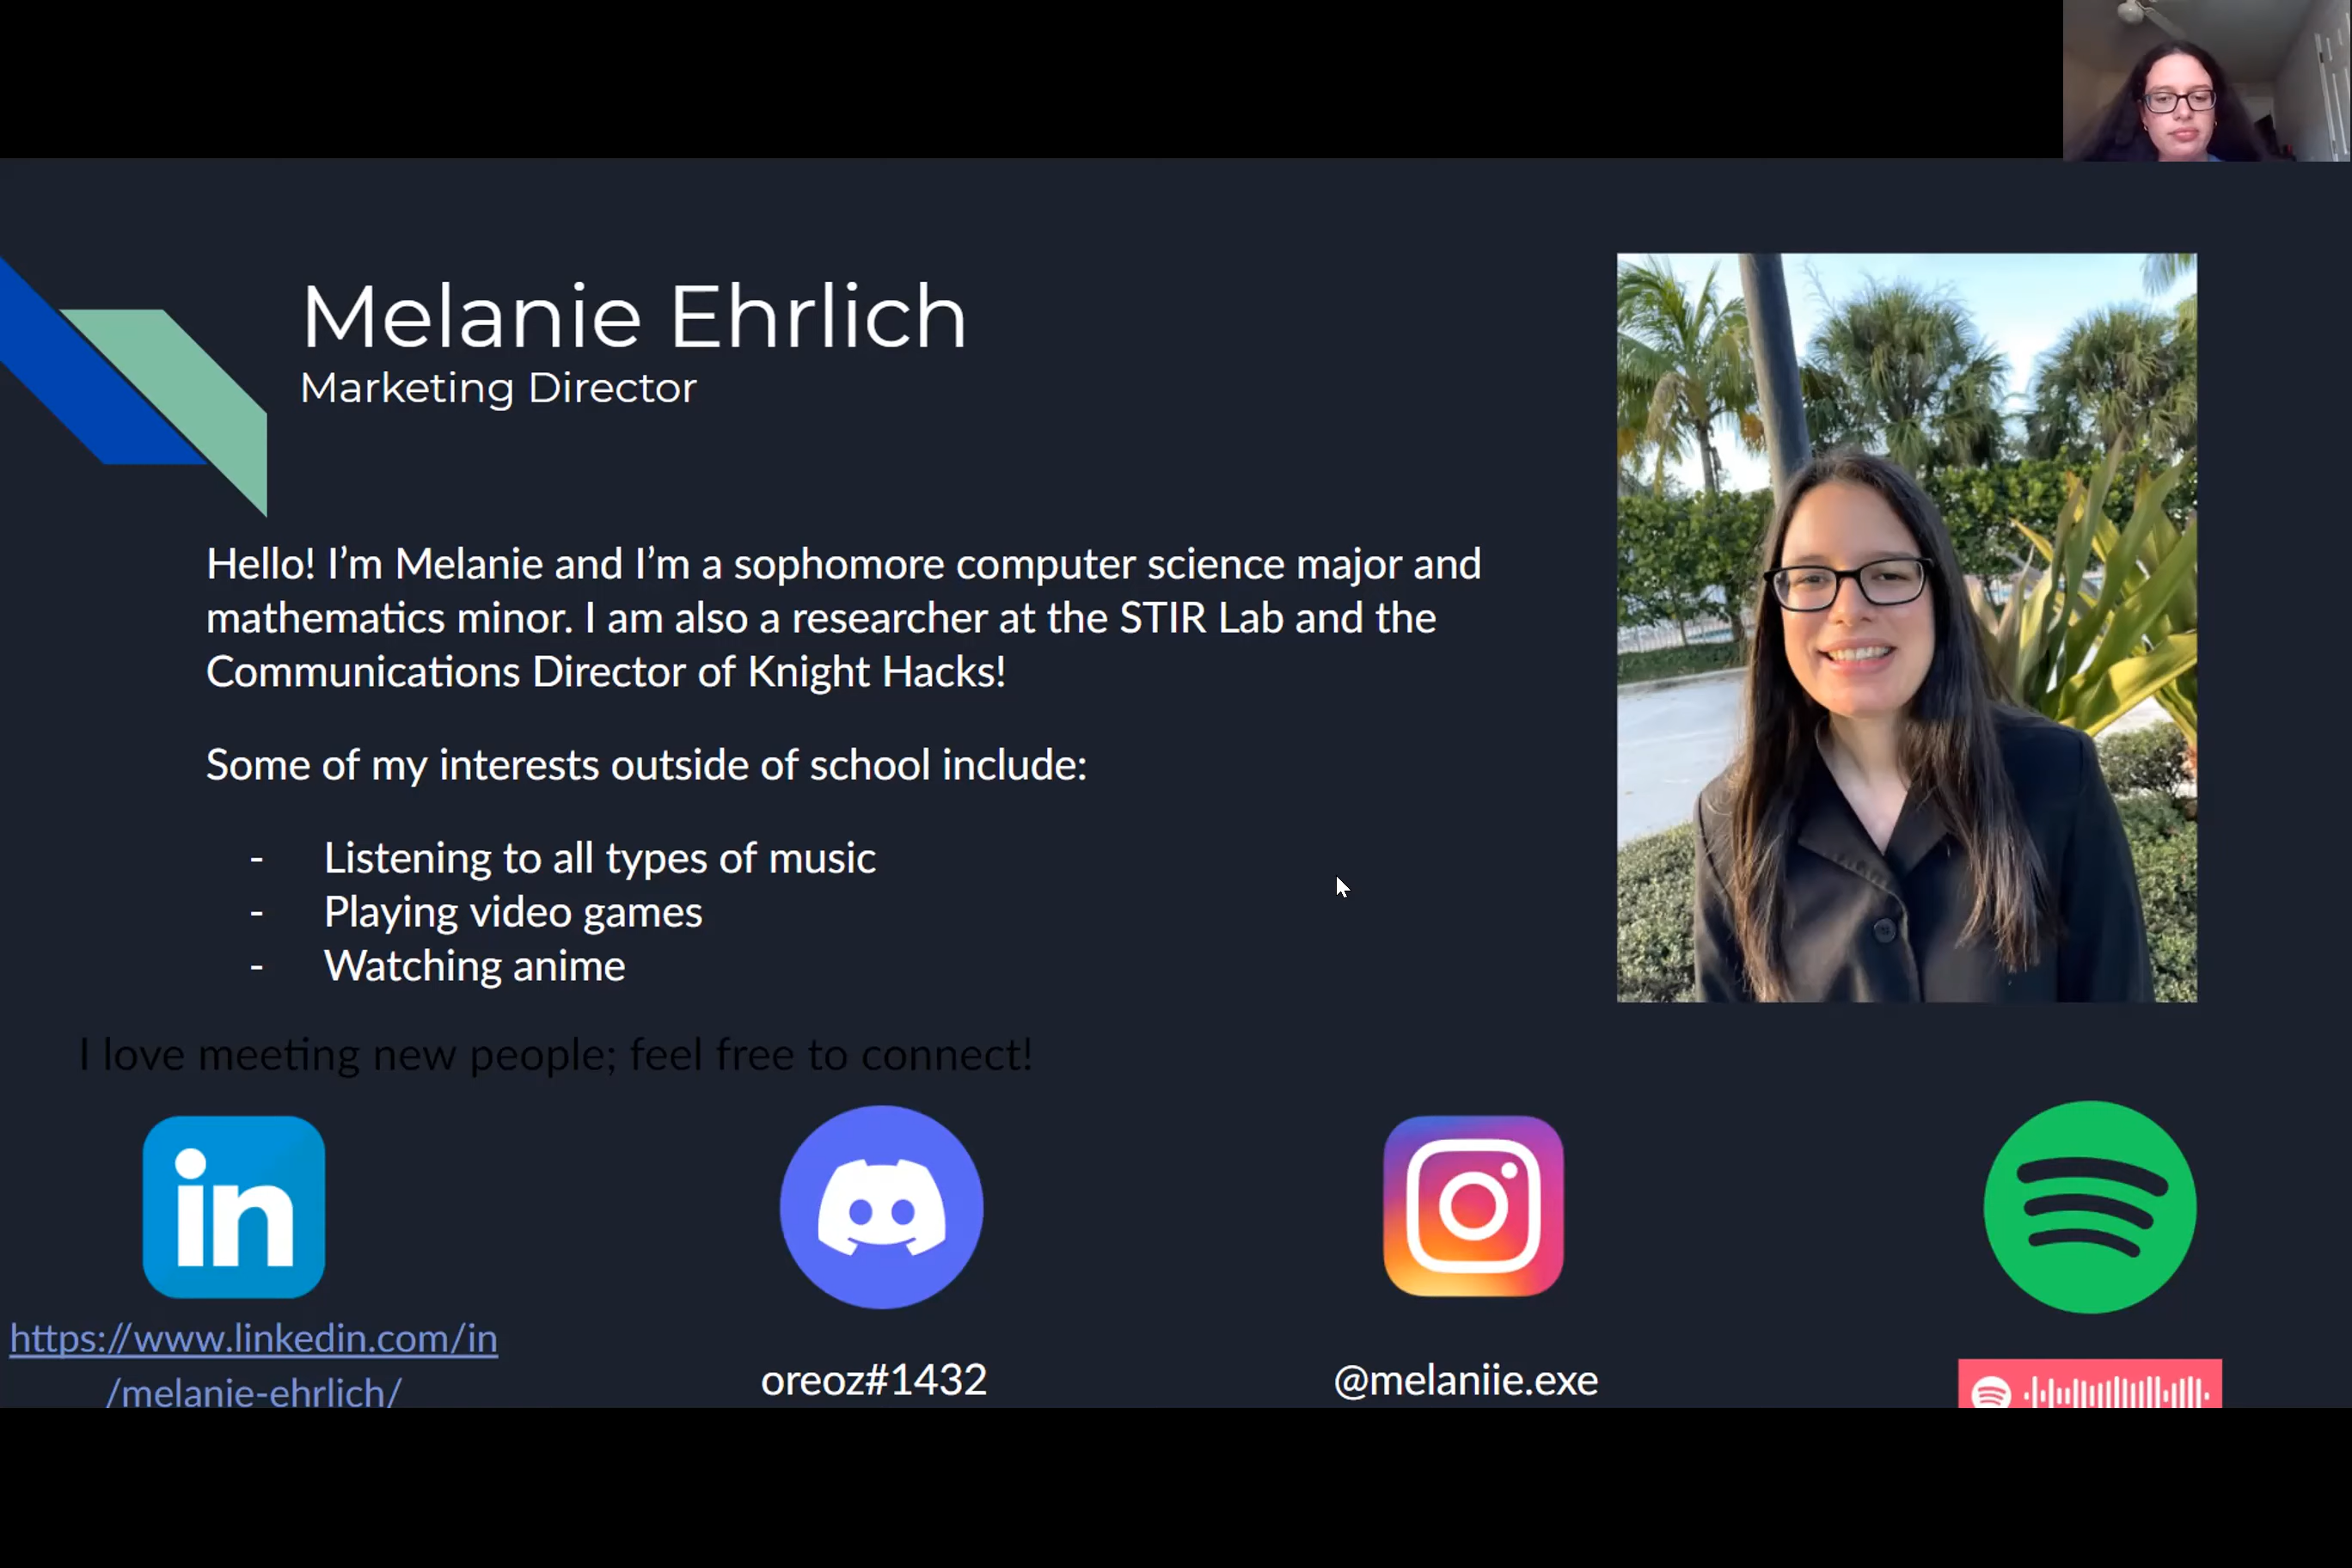 Melanie Ehrlich
Marketing Director
Hello! I’m Melanie and I’m a sophomore computer science major and
mathematics minor. I am also a researcher at the STIR Lab and the
Communications Director of Knight Hacks!
Some of my interests outside of school include:
- Listening to all types of music
- Playing video games
- Watching anime
I love meeting new people; feel free to connect!
in
https://www.linkedin.com/in
/melanie-ehrlich/
oreoz#1432
@melaniie.exe